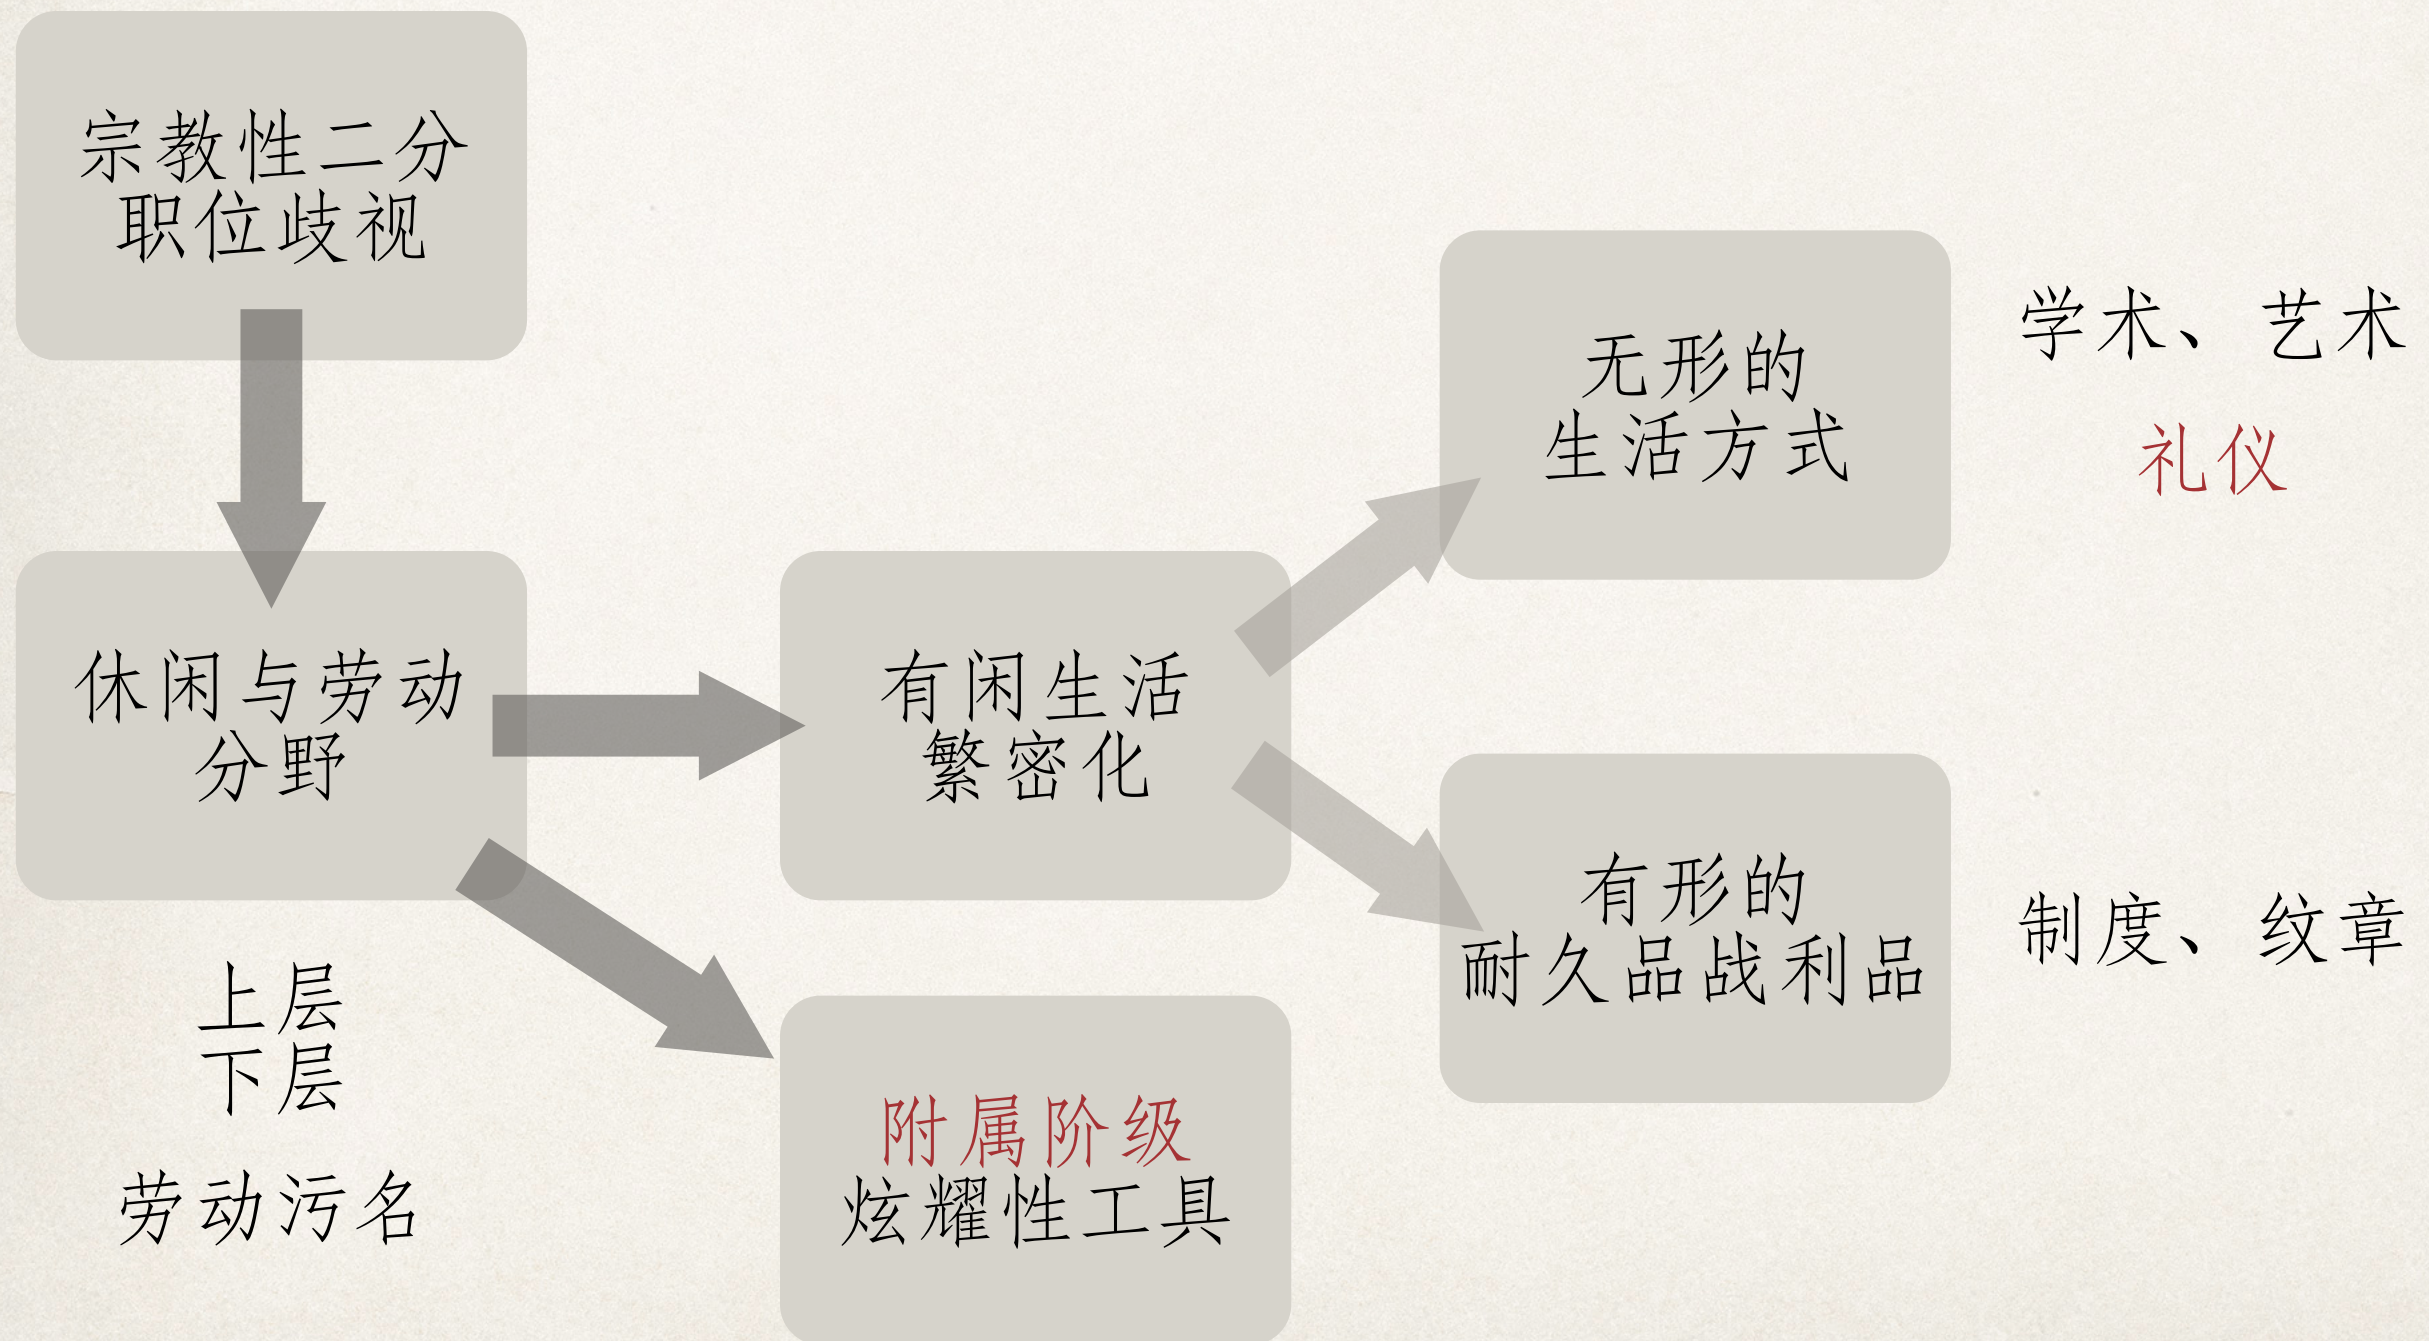 宗教性二分
职位歧视
休闲与劳动
分野
上层
下层
劳动污名
有闲生活
繁密化
附属阶级
炫耀性工具
无形的
生活方式
学术、艺术
礼仪
有形的
耐久品战利品
制度、纹章